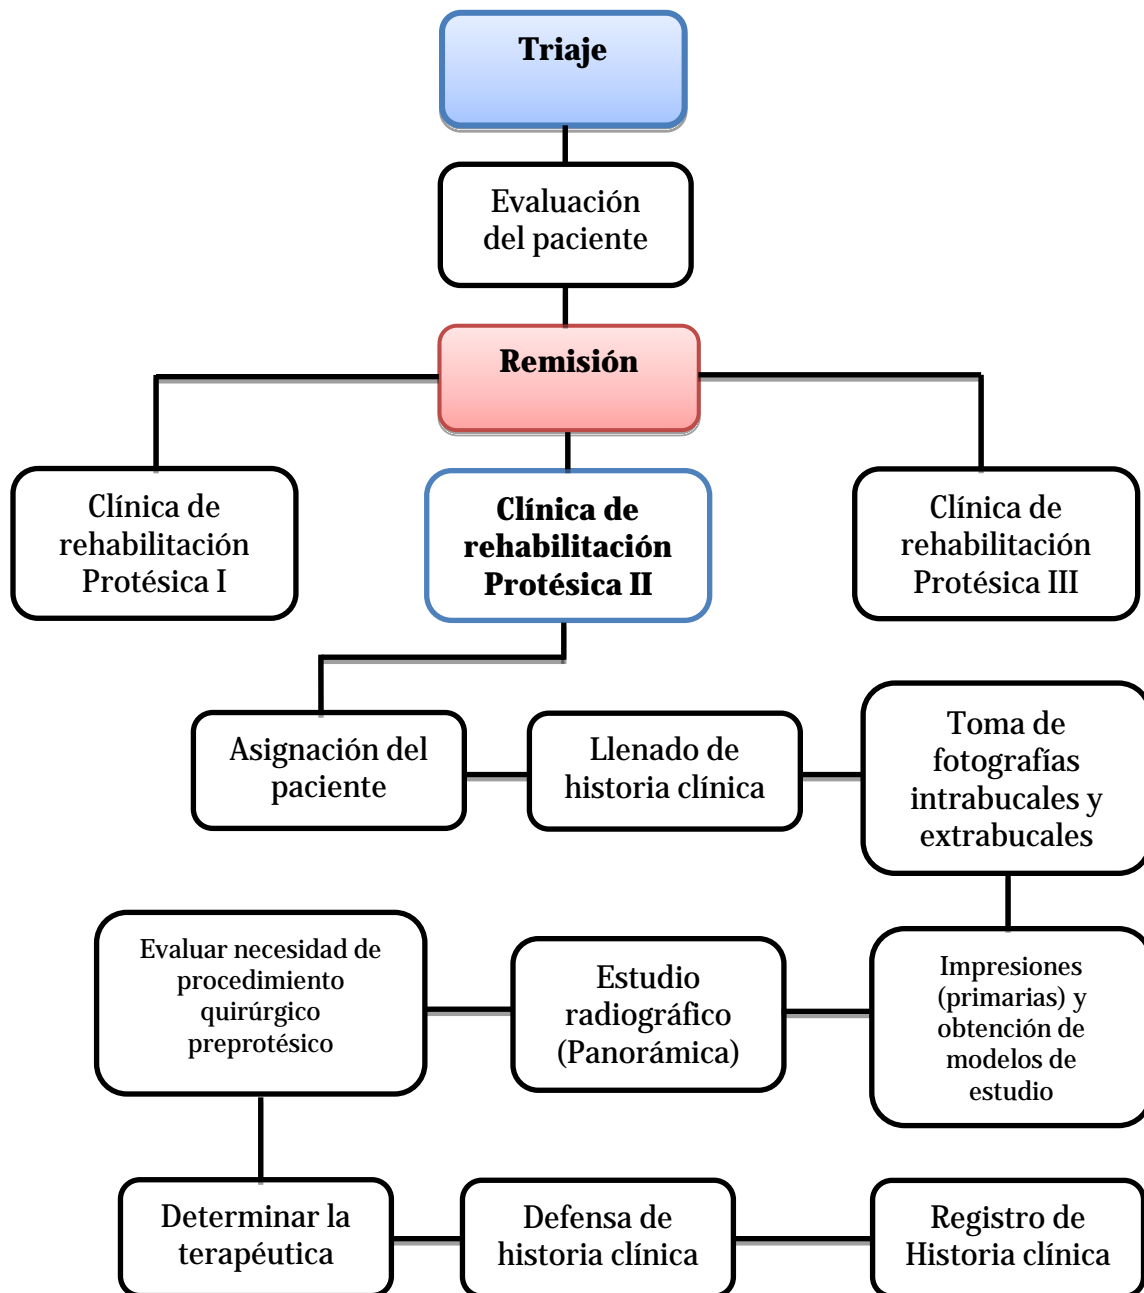 Triaje
Evaluación
del paciente
Remisión
Clínica de
rehabilitación
Protésica I
Clínica de
rehabilitación
Protésica II
Clínica de
rehabilitación
Protésica III
Asignación del
paciente
Llenado de
historia clínica
Toma de
fotografías
intrabucales y
extrabucales
Impresiones
(primarias) y
obtención de
modelos de
estudio
Estudio
radiográfico
(Panorámica)
Evaluar necesidad de
procedimiento
quirúrgico
preprotésico
Determinar la
terapéutica
Defensa de
historia clínica
Registro de
Historia clínica